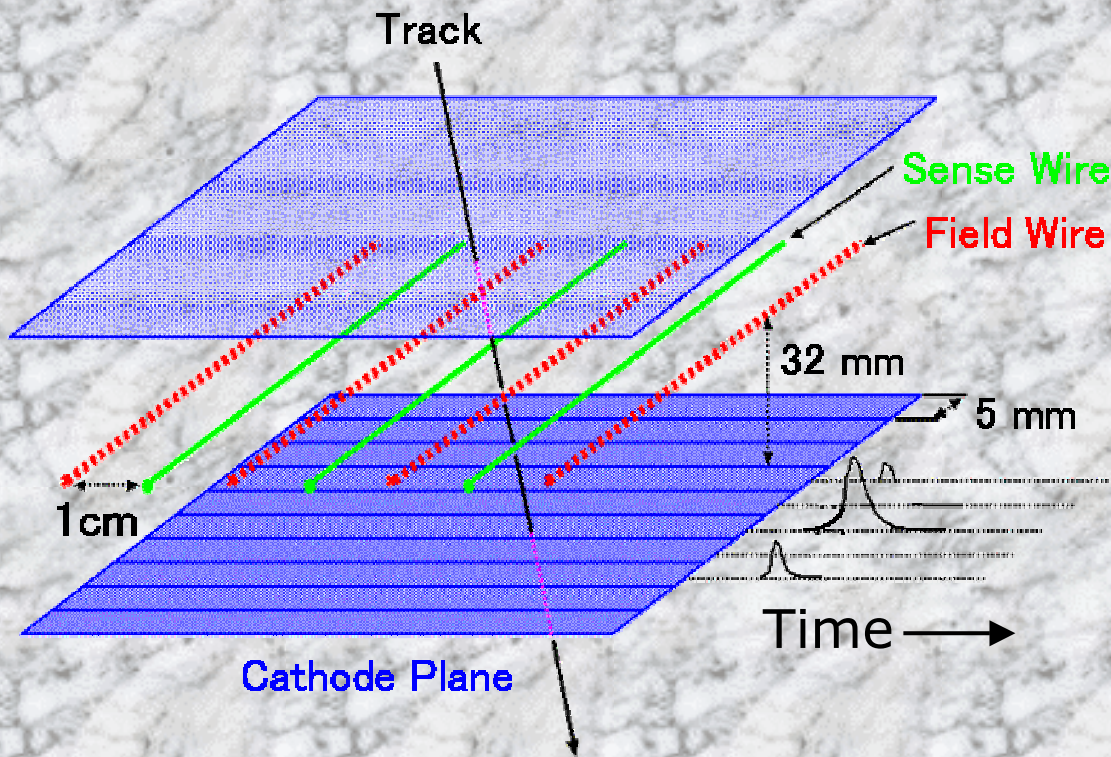 Track
Sense Wire
Field Wire
32 mm
5 mm
1cm
Time
Cathode Plane